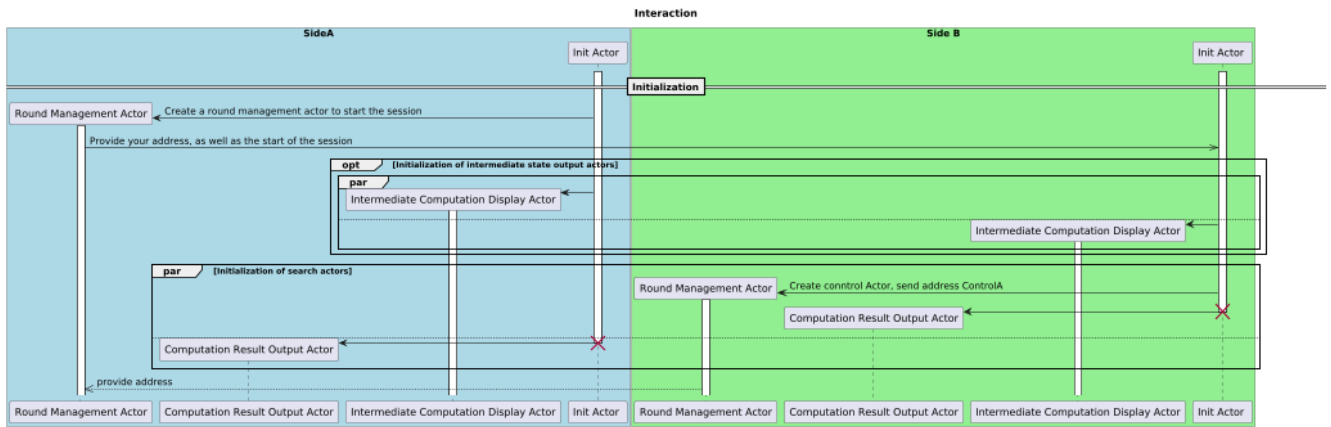 Interaction
SideA
Side B
Init Actor
Init Actor
Initialization
Round Management Actor
Create a round management actor to start the session
Provide your address, as well as the start of the session
opt [Initialization of intermediate state output actors]
par
Intermediate Computation Display Actor
Intermediate Computation Display Actor
par [Initialization of search actors]
Round Management Actor
Create conntrol Actor, send address ControlA
Computation Result Output Actor
Computation Result Output Actor
provide address
Round Management Actor
Computation Result Output Actor
Intermediate Computation Display Actor
Init Actor
Round Management Actor
Computation Result Output Actor
Intermediate Computation Display Actor
Init Actor